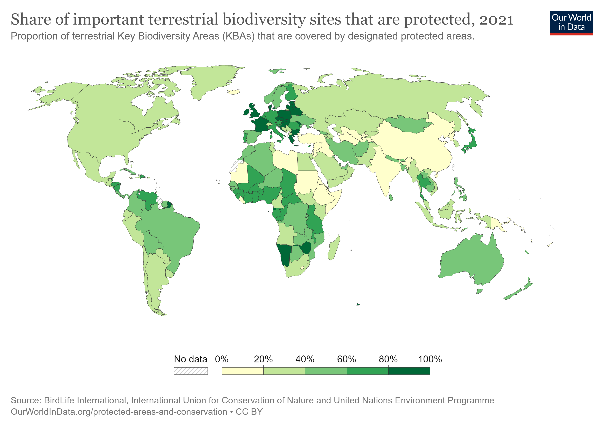 Share of important terrestrial biodiversity sites that are protected, 2021
Our World
in Data
Proportion of terrestrial Key Biodiversity Areas (KBAs) that are covered by designated protected areas.
No data 0% 20% 40% 60% 80% 100%
Source: BirdLife International, International Union for Conservation of Nature and United Nations Environment Programme
OurWorldInData.org/protected-areas-and-conservation • CC BY